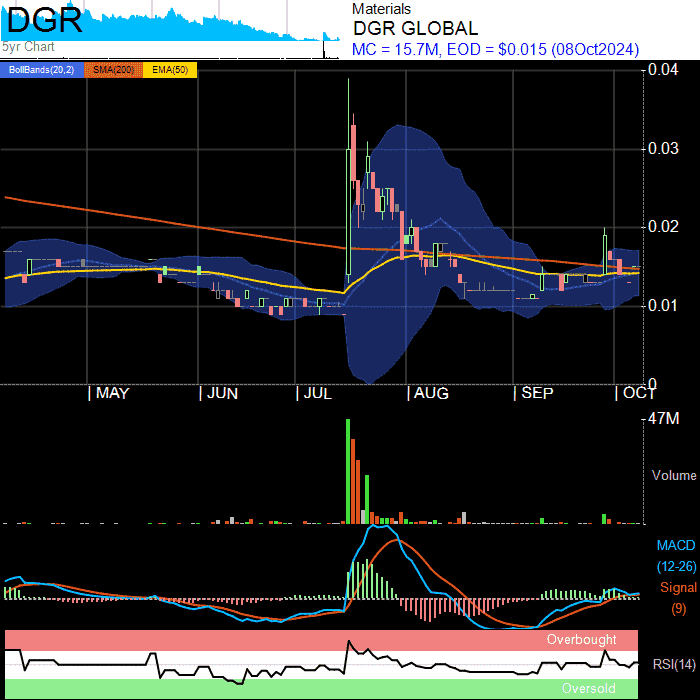 DGR
5yr Chart
Materials
DGR GLOBAL
MC = 15.7M, EOD = $0.015 (08Oct2024)
BollBands(20,2) SMA(200) EMA(50)
0.04
0.03
0.02
0.01
0
MAY JUN JUL AUG SEP OCT
47M
Volume
MACD
(12-26)
Signal
(9)
Overbought
RSI(14)
Oversold